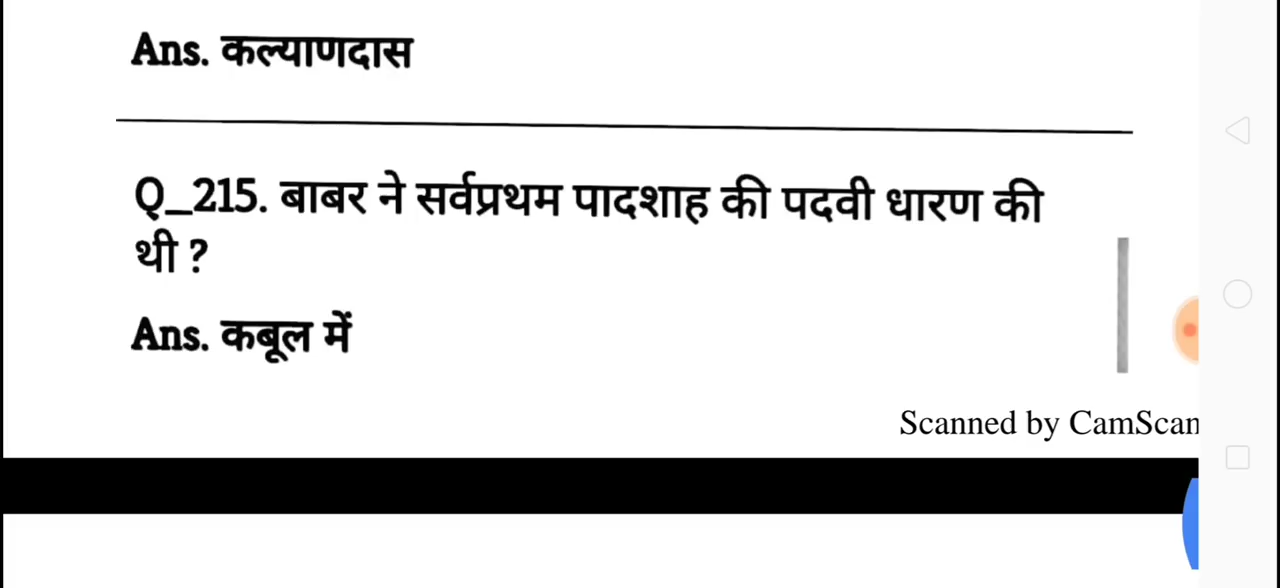 Ans. कल्याणदास
Q_215. बाबर ने सर्वप्रथम पादशाह की पदवी धारण की
थी ?
Ans. कबूल में
Scanned by CamScan